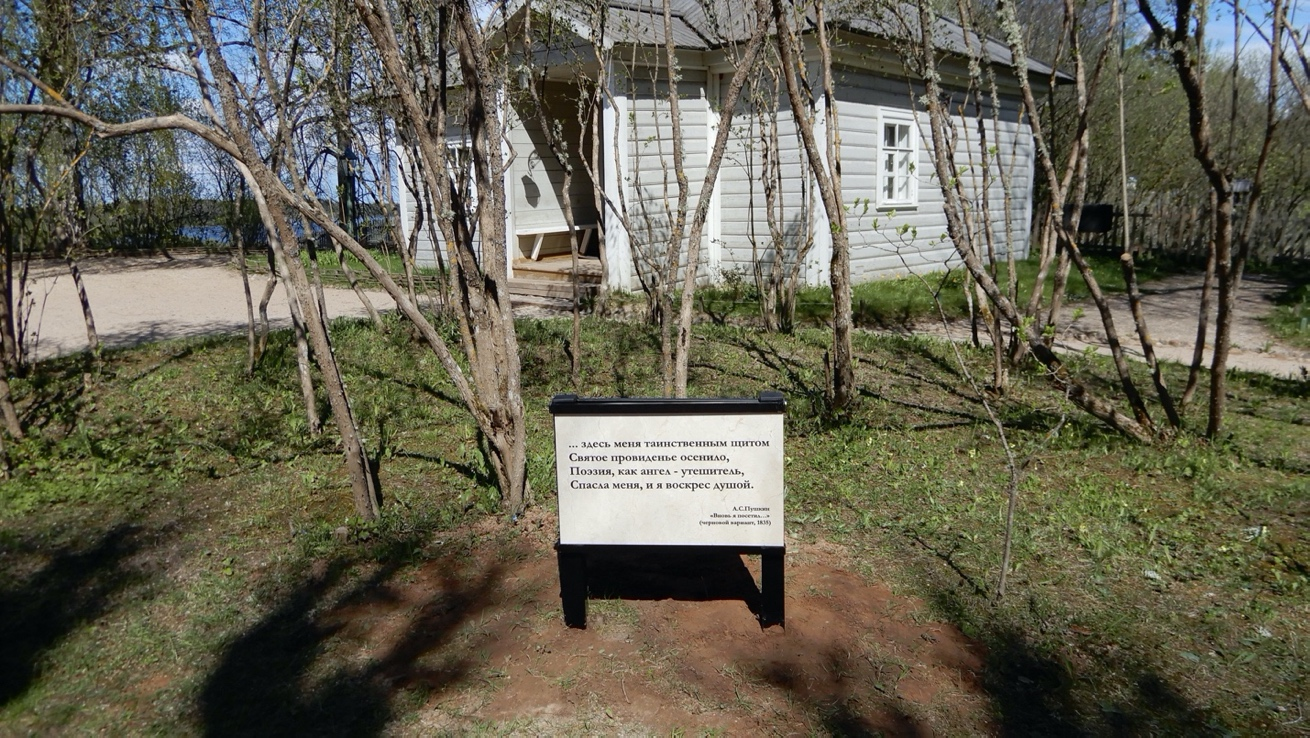 ... здесь меня таинственным щитом
Святое провиденье осенило,
Поэзия, как ангел - утешитель,
Спасла меня, и я воскрес душой.
А.С.Пушкин
«Вновь я посетил...»
(черновой вариант, 1835)